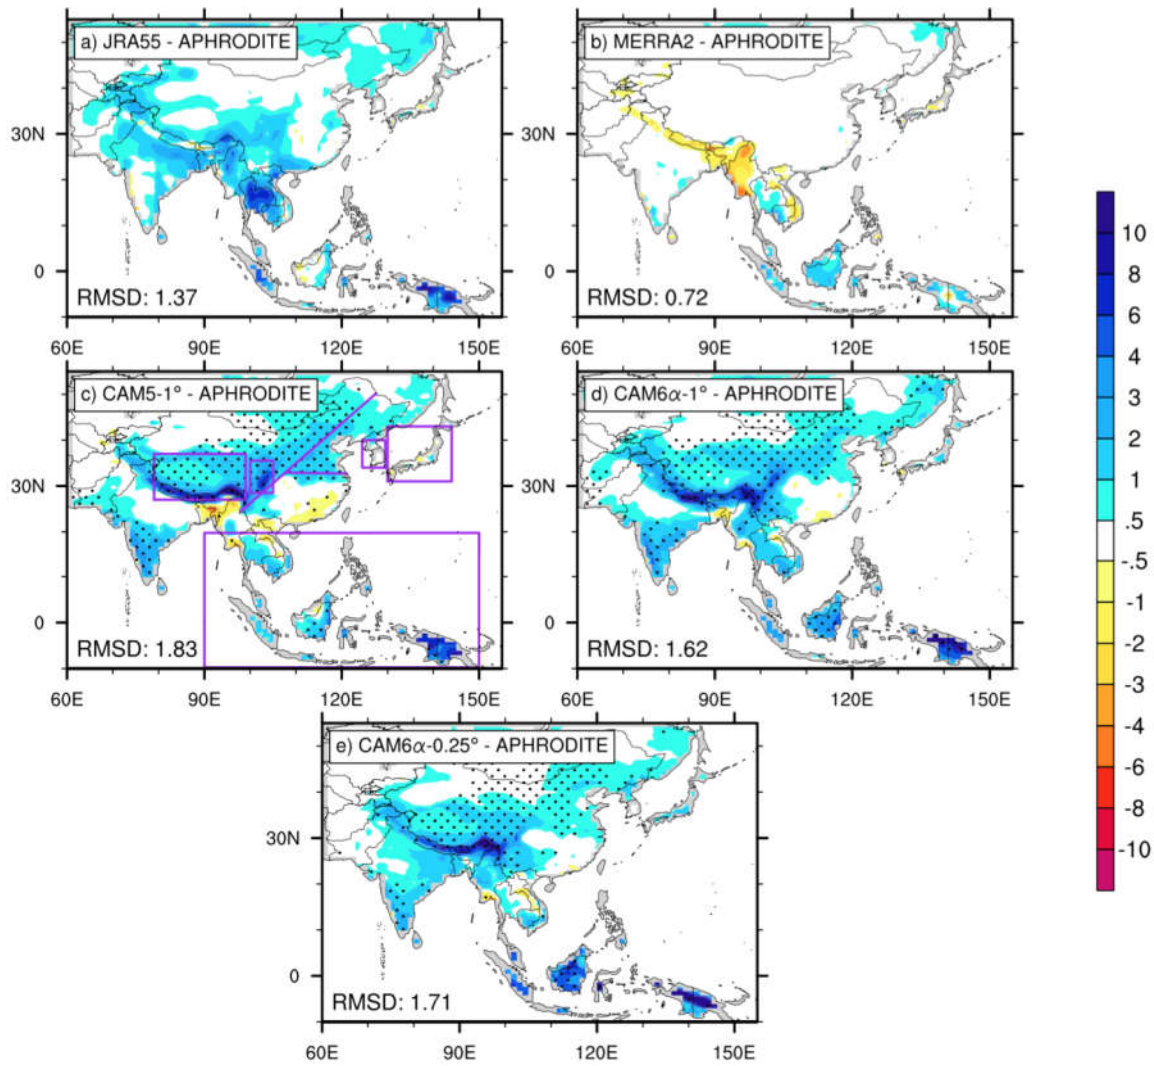 a) JRA55 - APHRODITE
30N
0
RMSD: 1.37
60E 90E 120E 150E
b) MERRA2 - APHRODITE
30N
0
RMSD: 0.72
60E 90E 120E 150E
c) CAM5-1° - APHRODITE
30N
0
RMSD: 1.83
60E 90E 120E 150E
d) CAM6α-1° - APHRODITE
30N
0
RMSD: 1.62
60E 90E 120E 150E
e) CAM6α-0.25° - APHRODITE
30N
0
RMSD: 1.71
60E 90E 120E 150E
10
8
6
4
3
2
1
.5
-.5
-1
-2
-3
-4
-6
-8
-10